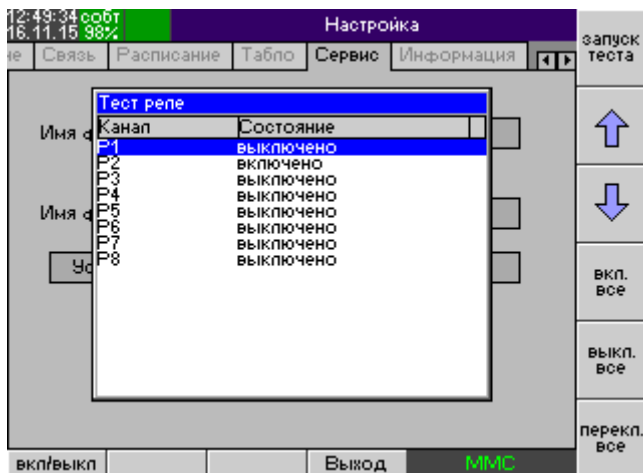 12:49:34 собт
16.11.15 98%
Настройка
запуск
теста
не Связь Расписание Табло Сервис Информация
Тест реле
Имя ф
Канал Состояние
P1 выключено
P2 включено
P3 выключено
P4 выключено
Имя ф
P5 выключено
P6 выключено
P7 выключено
Ус
P8 выключено
вкл.
все
выкл.
все
перекл.
все
вкл/выкл
Выход
MMC